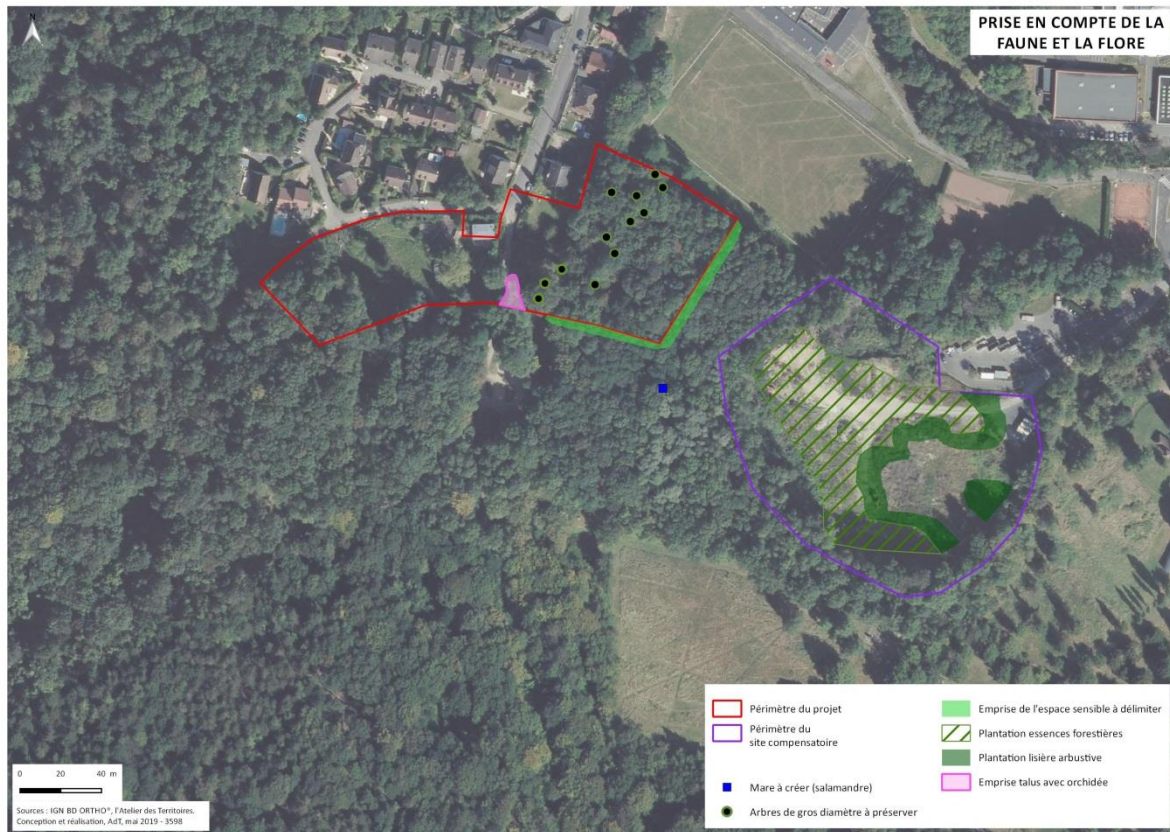 PRISE EN COMPTE DE LA
FAUNE ET LA FLORE
N
Périmètre du projet
Périmètre du
site compensatoire
Mare à créer (salamandre)
Arbres de gros diamètre à préserver
Emprise de l'espace sensible à délimiter
Plantation essences forestières
Plantation lisière arbustive
Emprise talus avec orchidée
0 20 40 m
Sources : IGN BD ORTHO®, l'Atelier des Territoires.
Conception et réalisation, AdT, mai 2019 - 3598